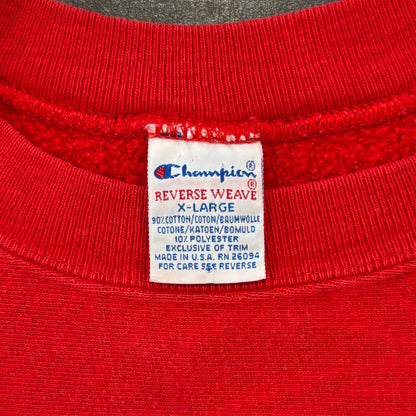 Champion®
REVERSE WEAVE®
X-LARGE
90% COTTON/COTON/BAUMWOLLE
COTONE/KATOEN/BOMULD
10% POLYESTER
EXCLUSIVE OF TRIM
MADE IN U.S.A. RN 26094
FOR CARE SEE REVERSE